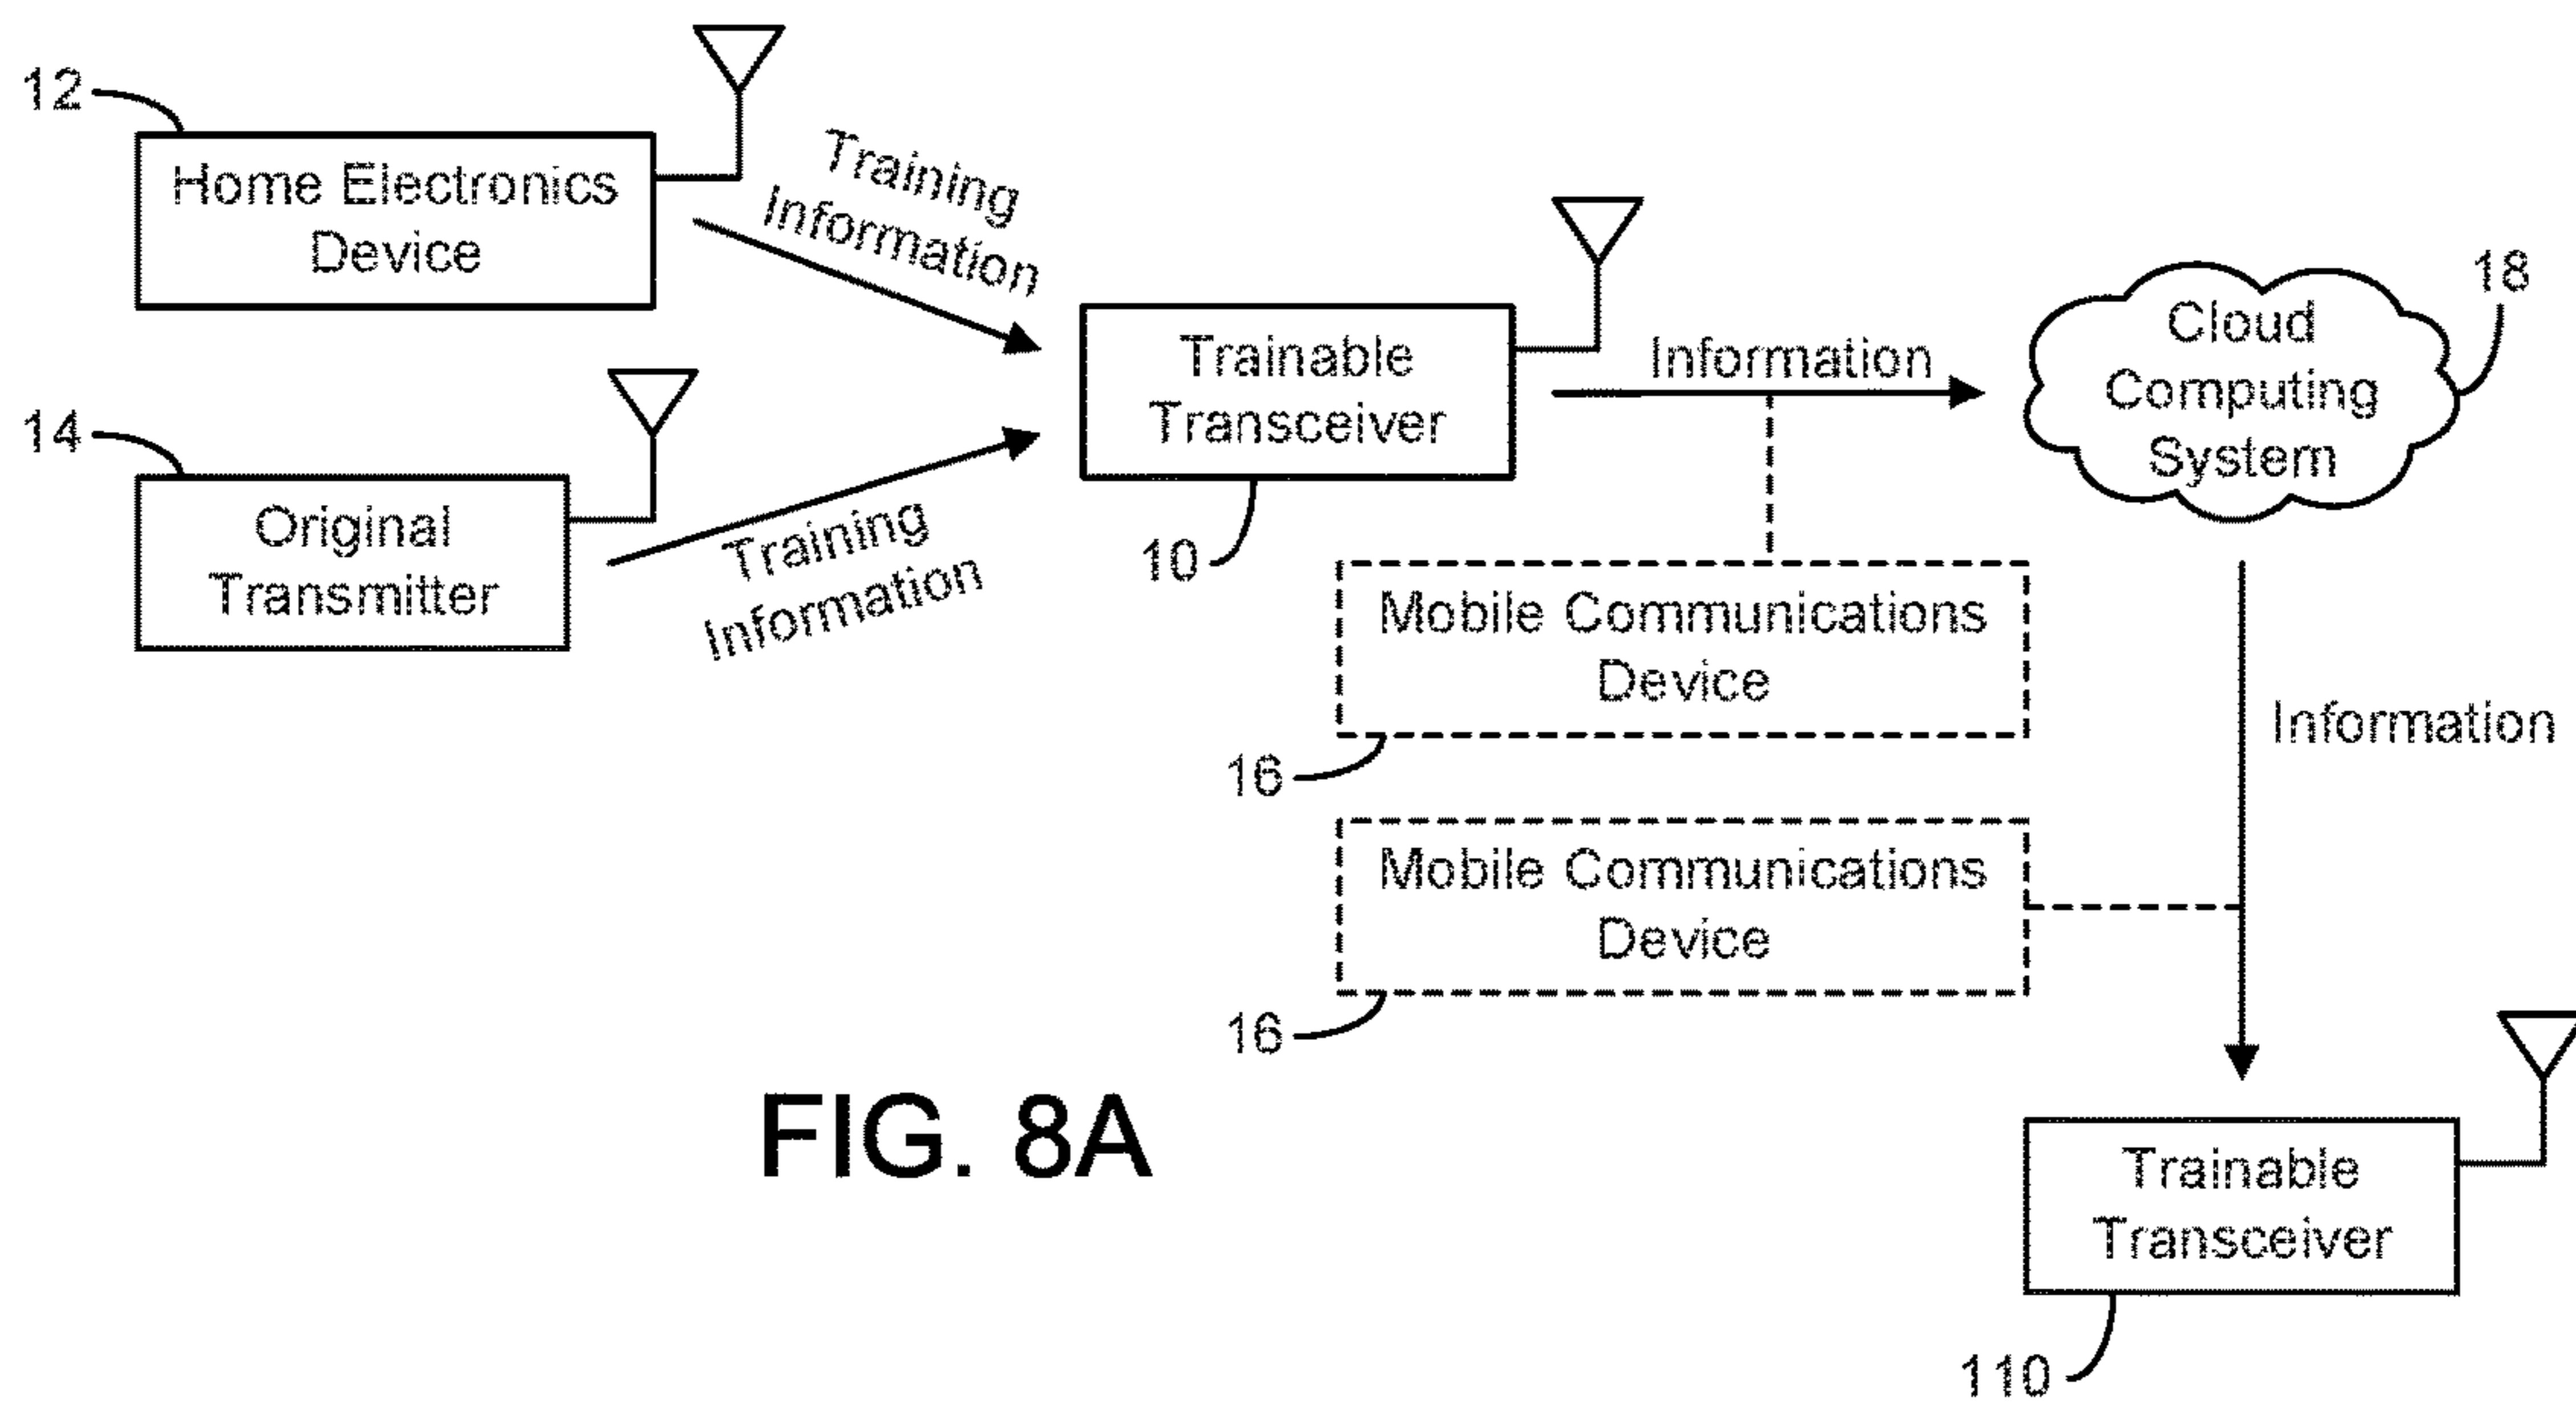 12
Home Electronics
Device
Training
Information
14
Original
Transmitter
Training
Information
Trainable
Transceiver
10
Information
Cloud
Computing
System
18
Mobile Communications
Device
16
Information
Mobile Communications
Device
16
Trainable
Transceiver
110
FIG. 8A